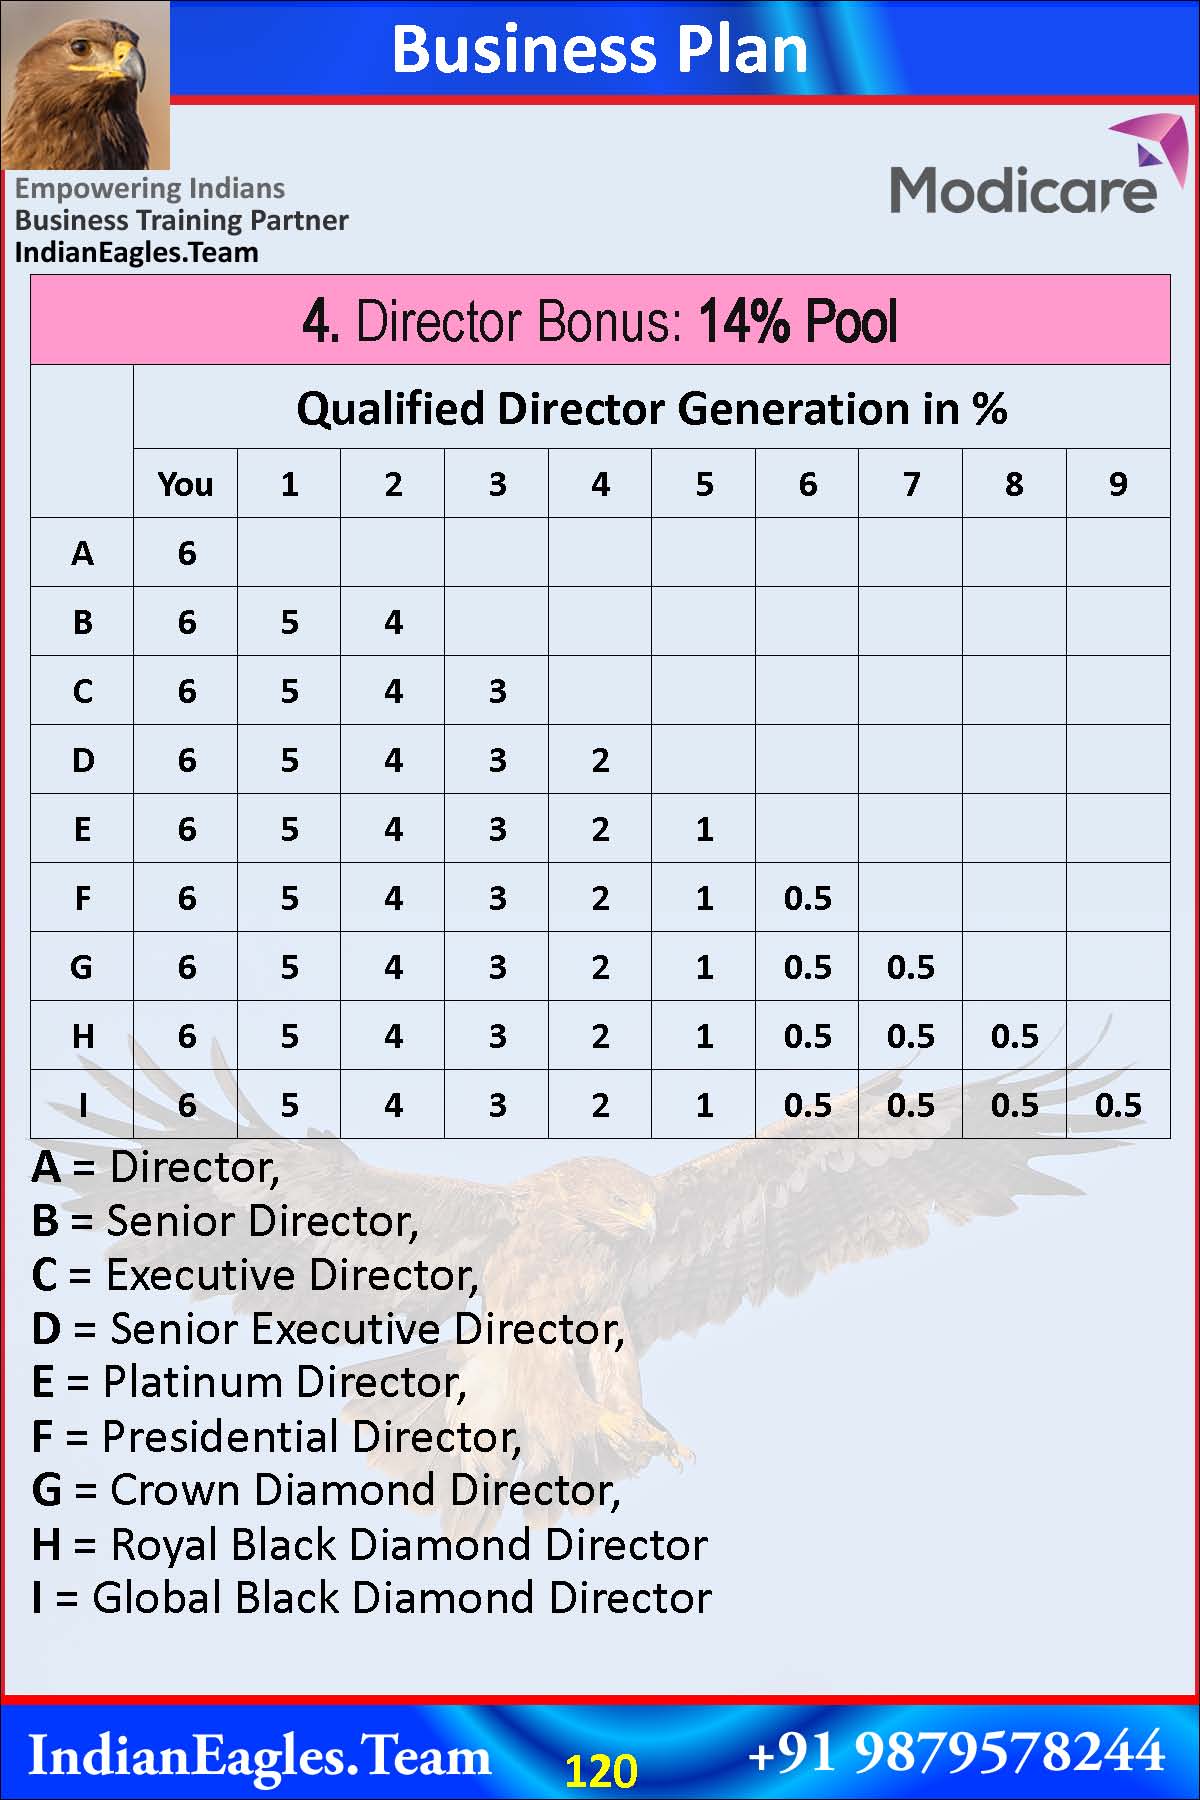 Business Plan
Empowering Indians
Business Training Partner
IndianEagles.Team
Modicare
4. Director Bonus: 14% Pool
Qualified Director Generation in %
You 1 2 3 4 5 6 7 8 9
A 6
B 6 5 4
C 6 5 4 3
D 6 5 4 3 2
E 6 5 4 3 2 1
F 6 5 4 3 2 1 0.5
G 6 5 4 3 2 1 0.5 0.5
H 6 5 4 3 2 1 0.5 0.5 0.5
I 6 5 4 3 2 1 0.5 0.5 0.5 0.5
A = Director,
B = Senior Director,
C = Executive Director,
D = Senior Executive Director,
E = Platinum Director,
F = Presidential Director,
G = Crown Diamond Director,
H = Royal Black Diamond Director
I = Global Black Diamond Director
IndianEagles.Team 120 +91 9879578244